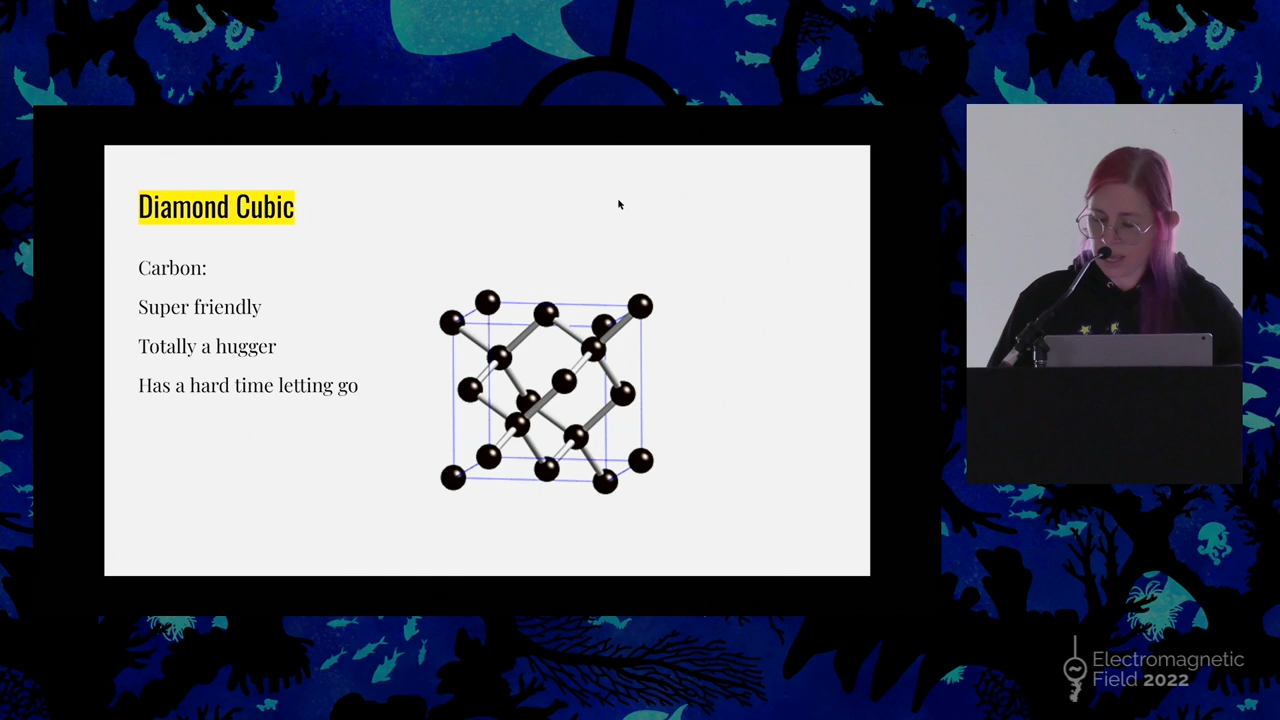 Diamond Cubic
Carbon:
Super friendly
Totally a hugger
Has a hard time letting go
Electromagnetic
Field 2022